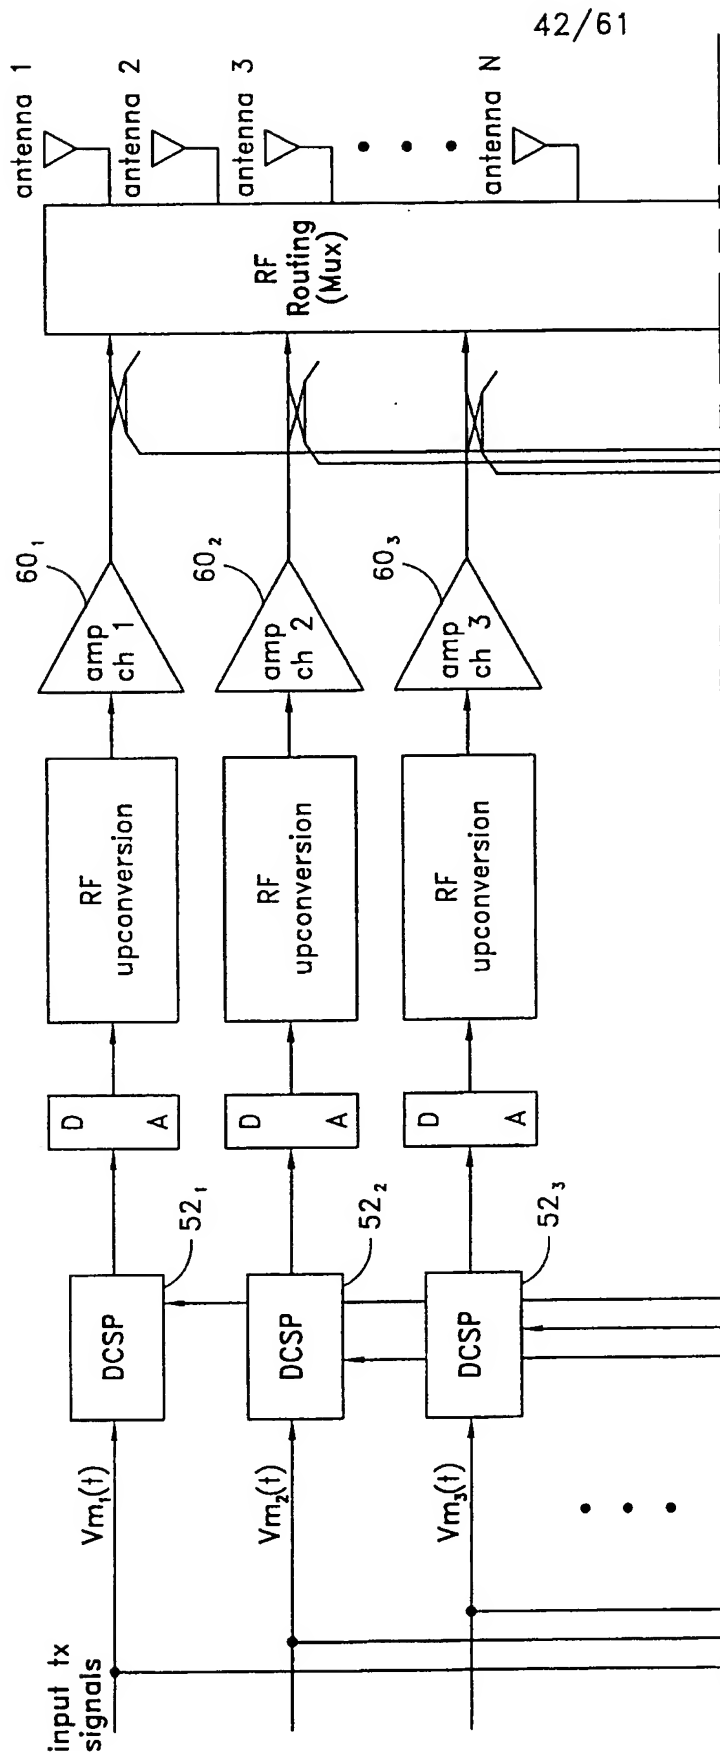 42/61
input tx
signals
Vm₁(t)
DCSP
52₁
D
A
RF
upconversion
amp
ch 1
60₁
Vm₂(t)
DCSP
52₂
D
A
RF
upconversion
amp
ch 2
60₂
Vm₃(t)
DCSP
52₃
D
A
RF
upconversion
amp
ch 3
60₃
RF
Routing
(Mux)
antenna 1
antenna 2
antenna 3
antenna N